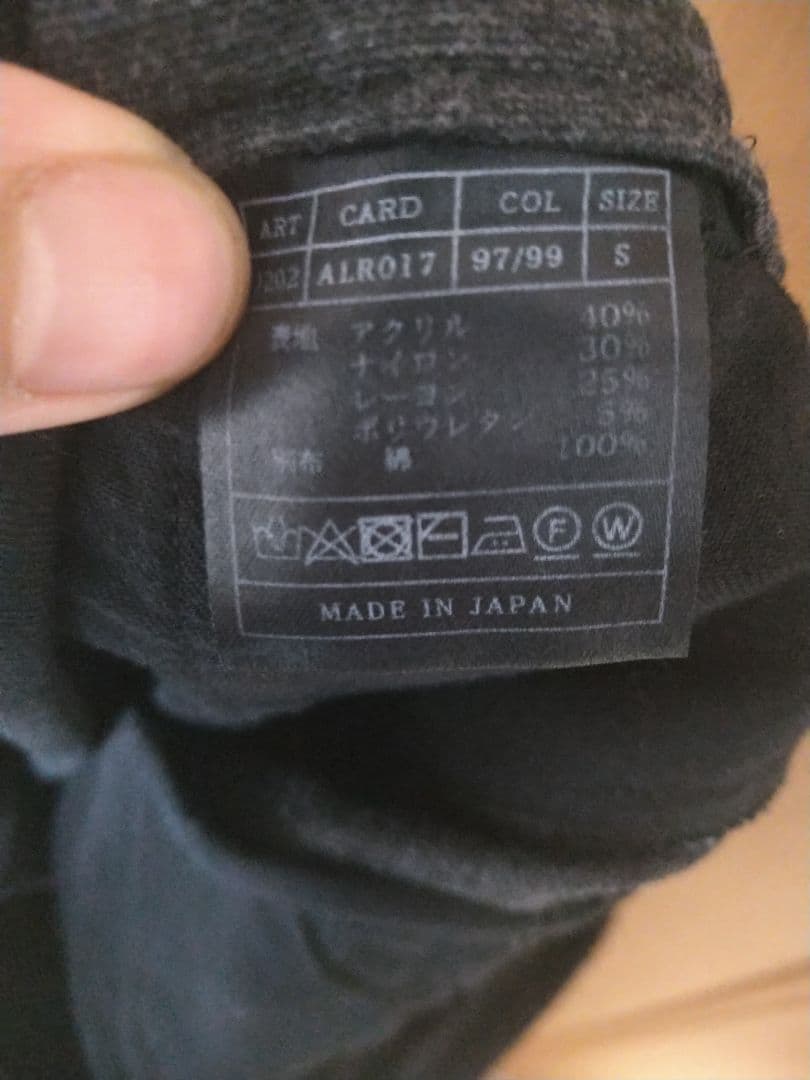 ART CARD COL SIZE
1202 ALR017 97/99 S
表地 アクリル 40%
ナイロン 30%
レーヨン 25%
ポリウレタン 5%
別布 綿 100%
F W
MADE IN JAPAN